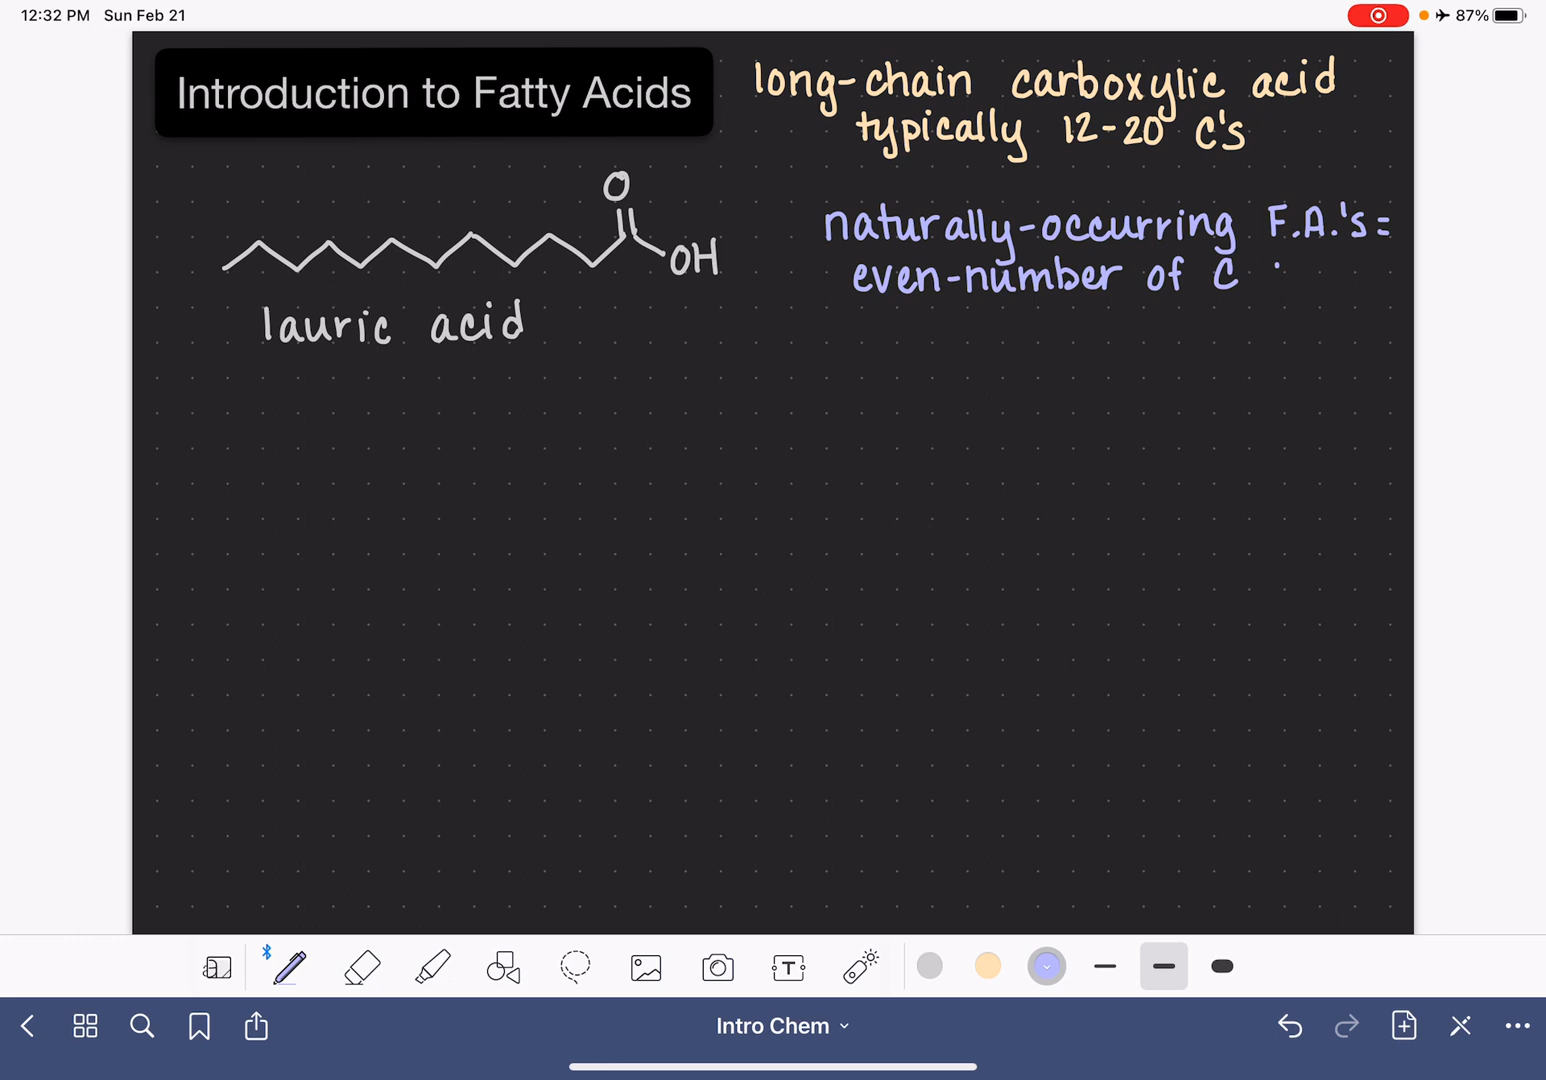 12:32 PM Sun Feb 21
87%
Introduction to Fatty Acids
long-chain carboxylic acid
typically 12-20 C's
O
OH
lauric acid
naturally-occurring F.A.'s =
even-number of C
T
Intro Chem